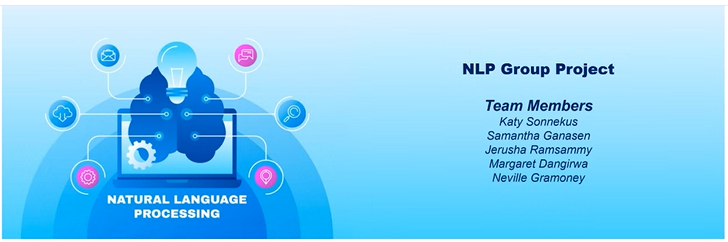 NATURAL LANGUAGE
PROCESSING
NLP Group Project
Team Members
Katy Sonnekus
Samantha Ganasen
Jerusha Ramsammy
Margaret Dangirwa
Neville Gramoney